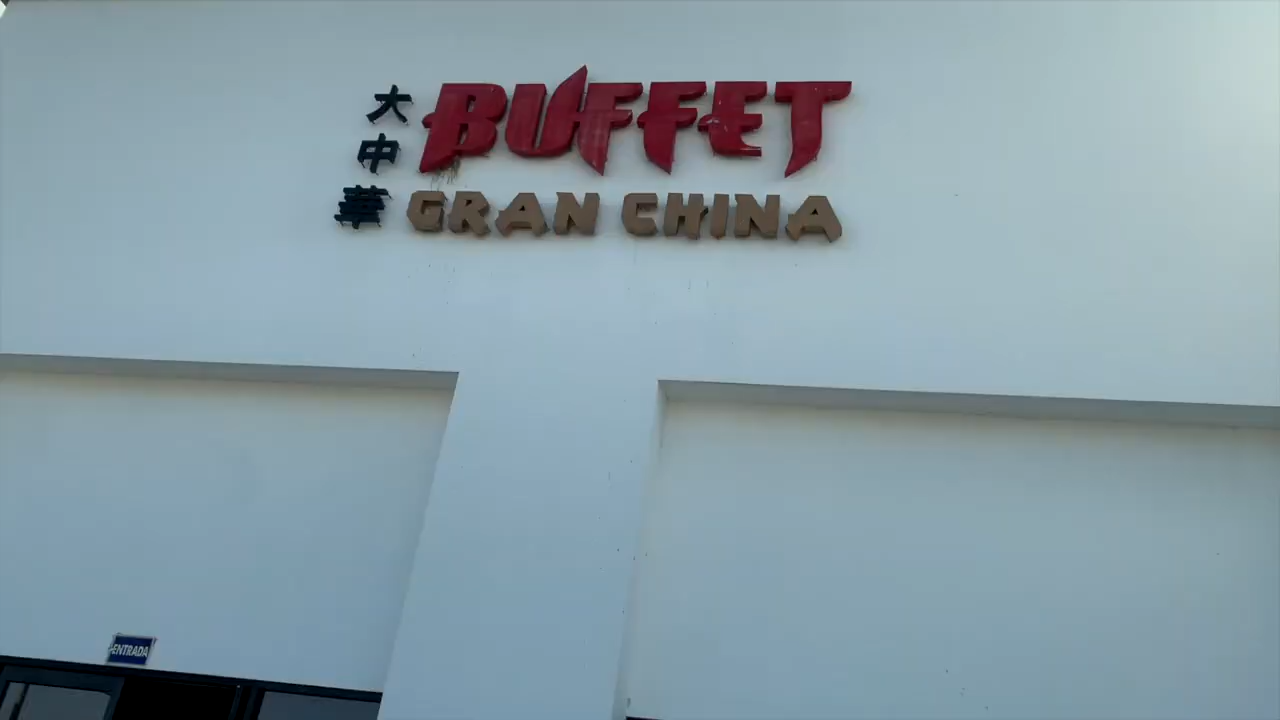 大中華
BUFFET
GRAN CHINA
ENTRADA